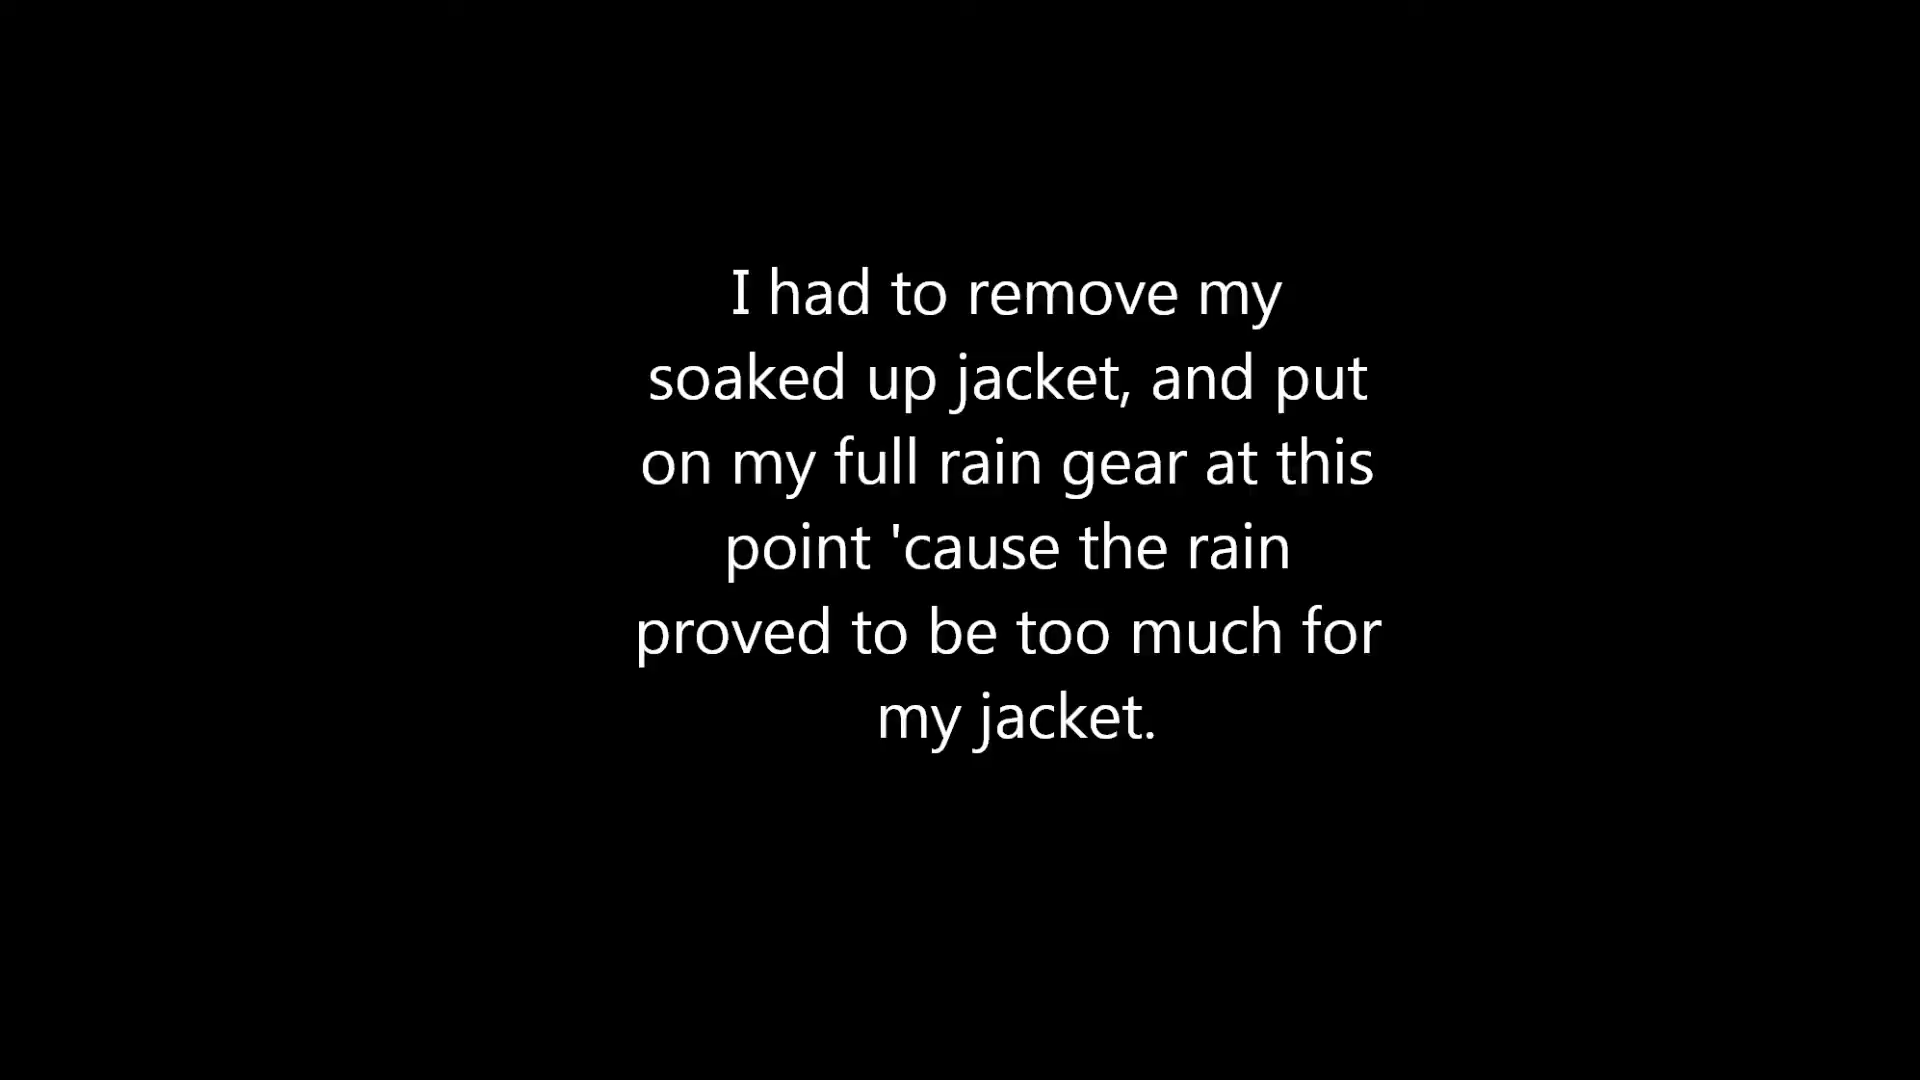 I had to remove my
soaked up jacket, and put
on my full rain gear at this
point 'cause the rain
proved to be too much for
my jacket.